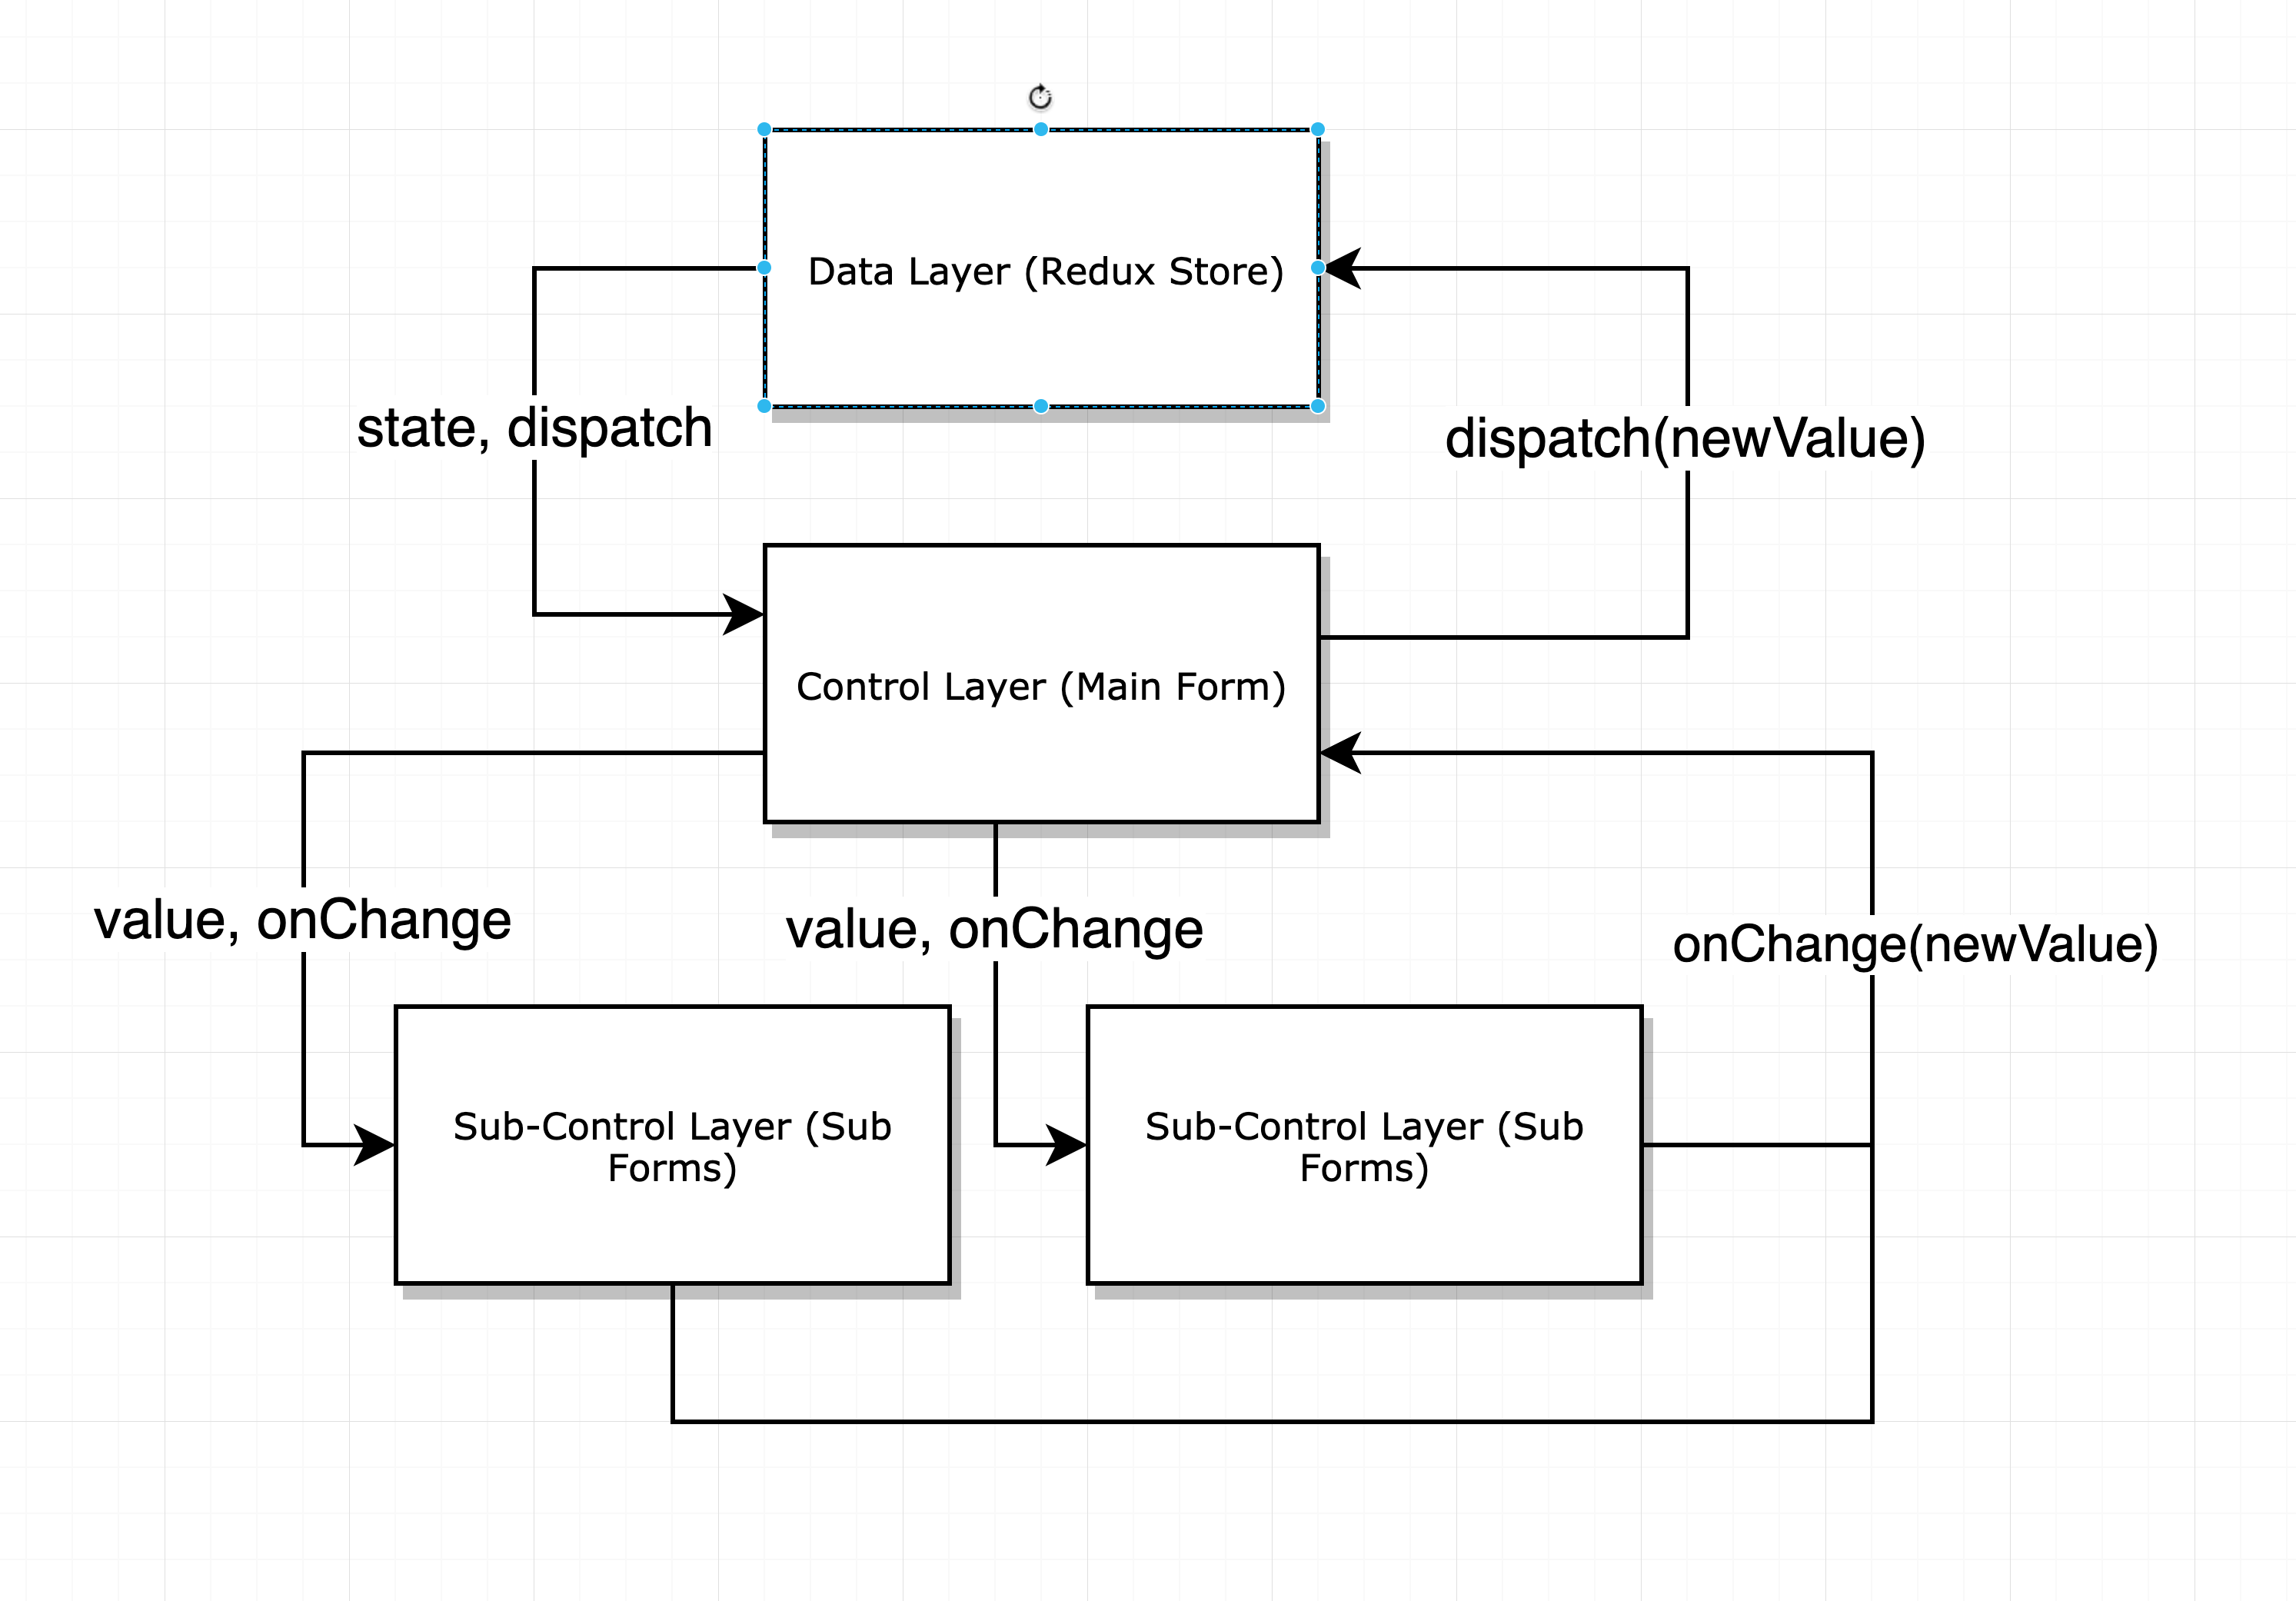 Data Layer (Redux Store)
state, dispatch
dispatch(newValue)
Control Layer (Main Form)
value, onChange
value, onChange
onChange(newValue)
Sub-Control Layer (Sub
Forms)
Sub-Control Layer (Sub
Forms)